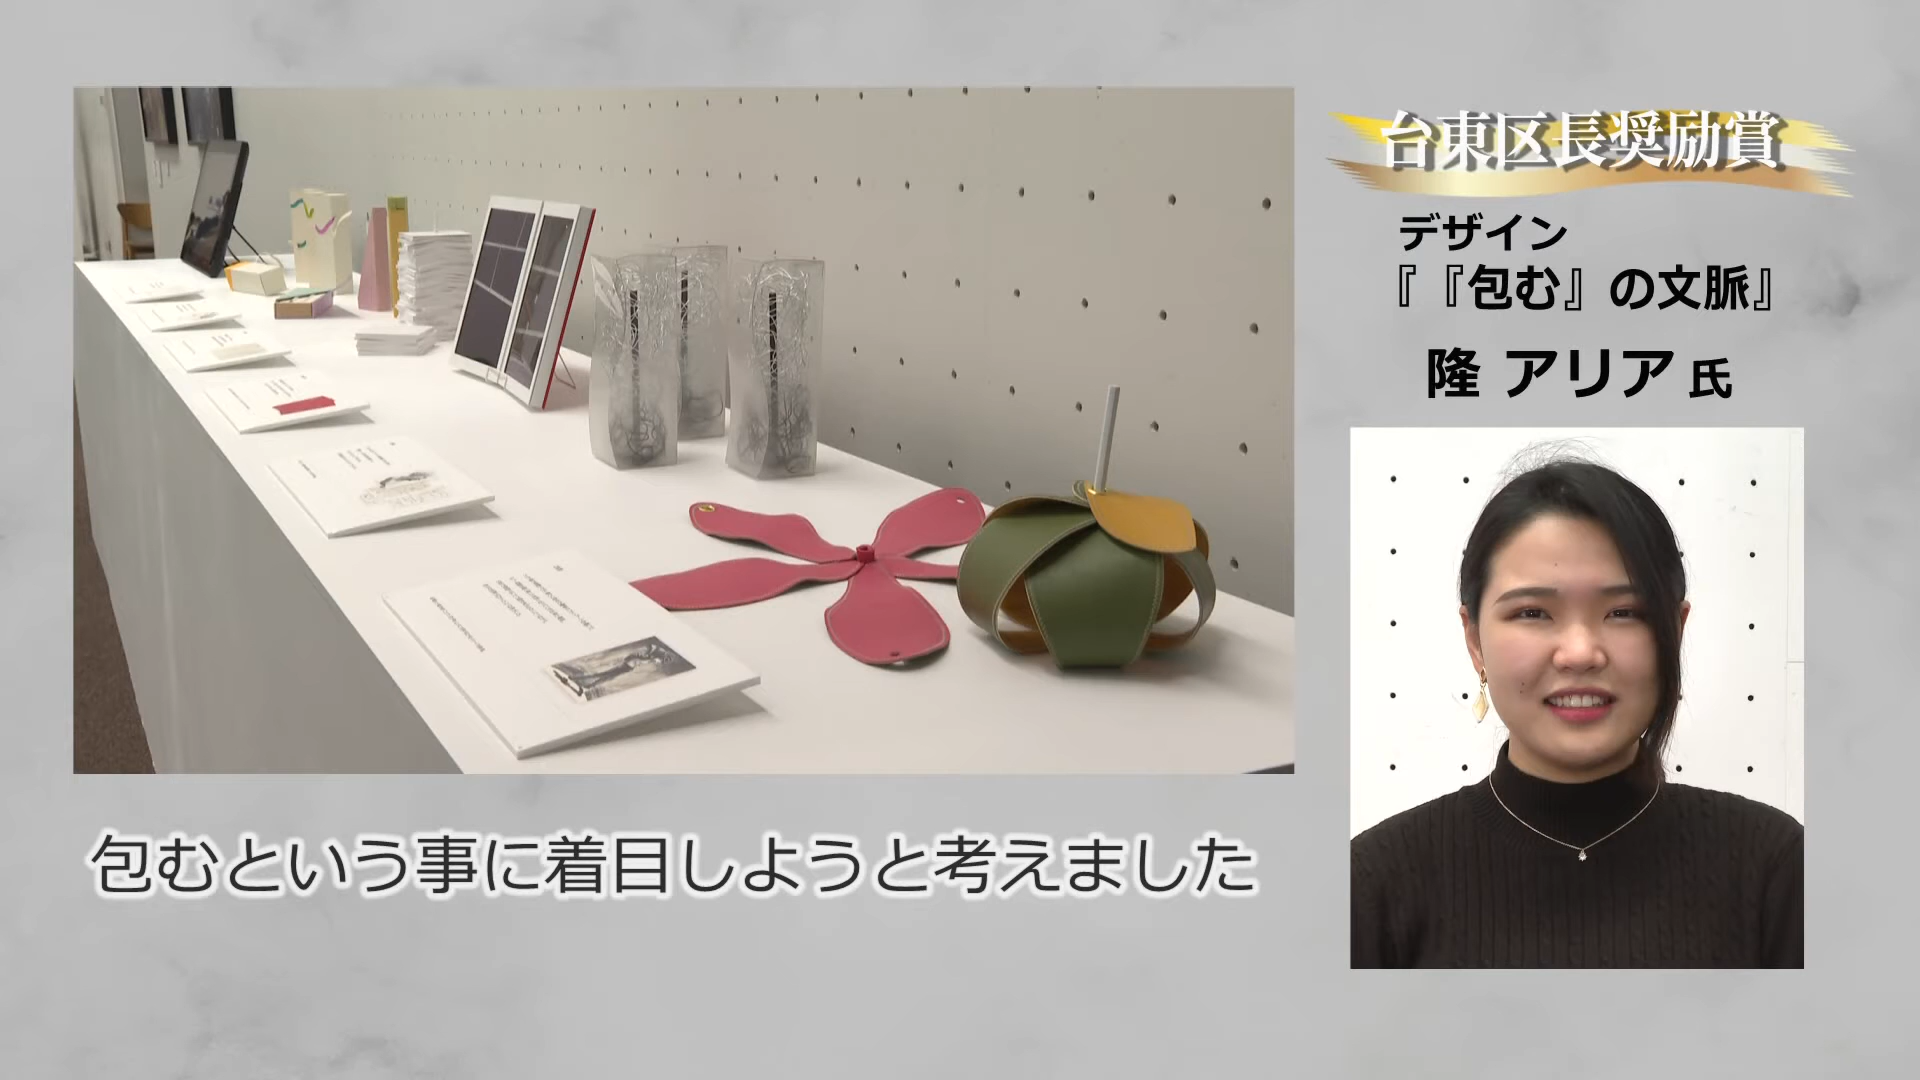 台東区長奨励賞
デザイン
『『包む』の文脈』
隆 アリア 氏
包むという事に着目しようと考えました